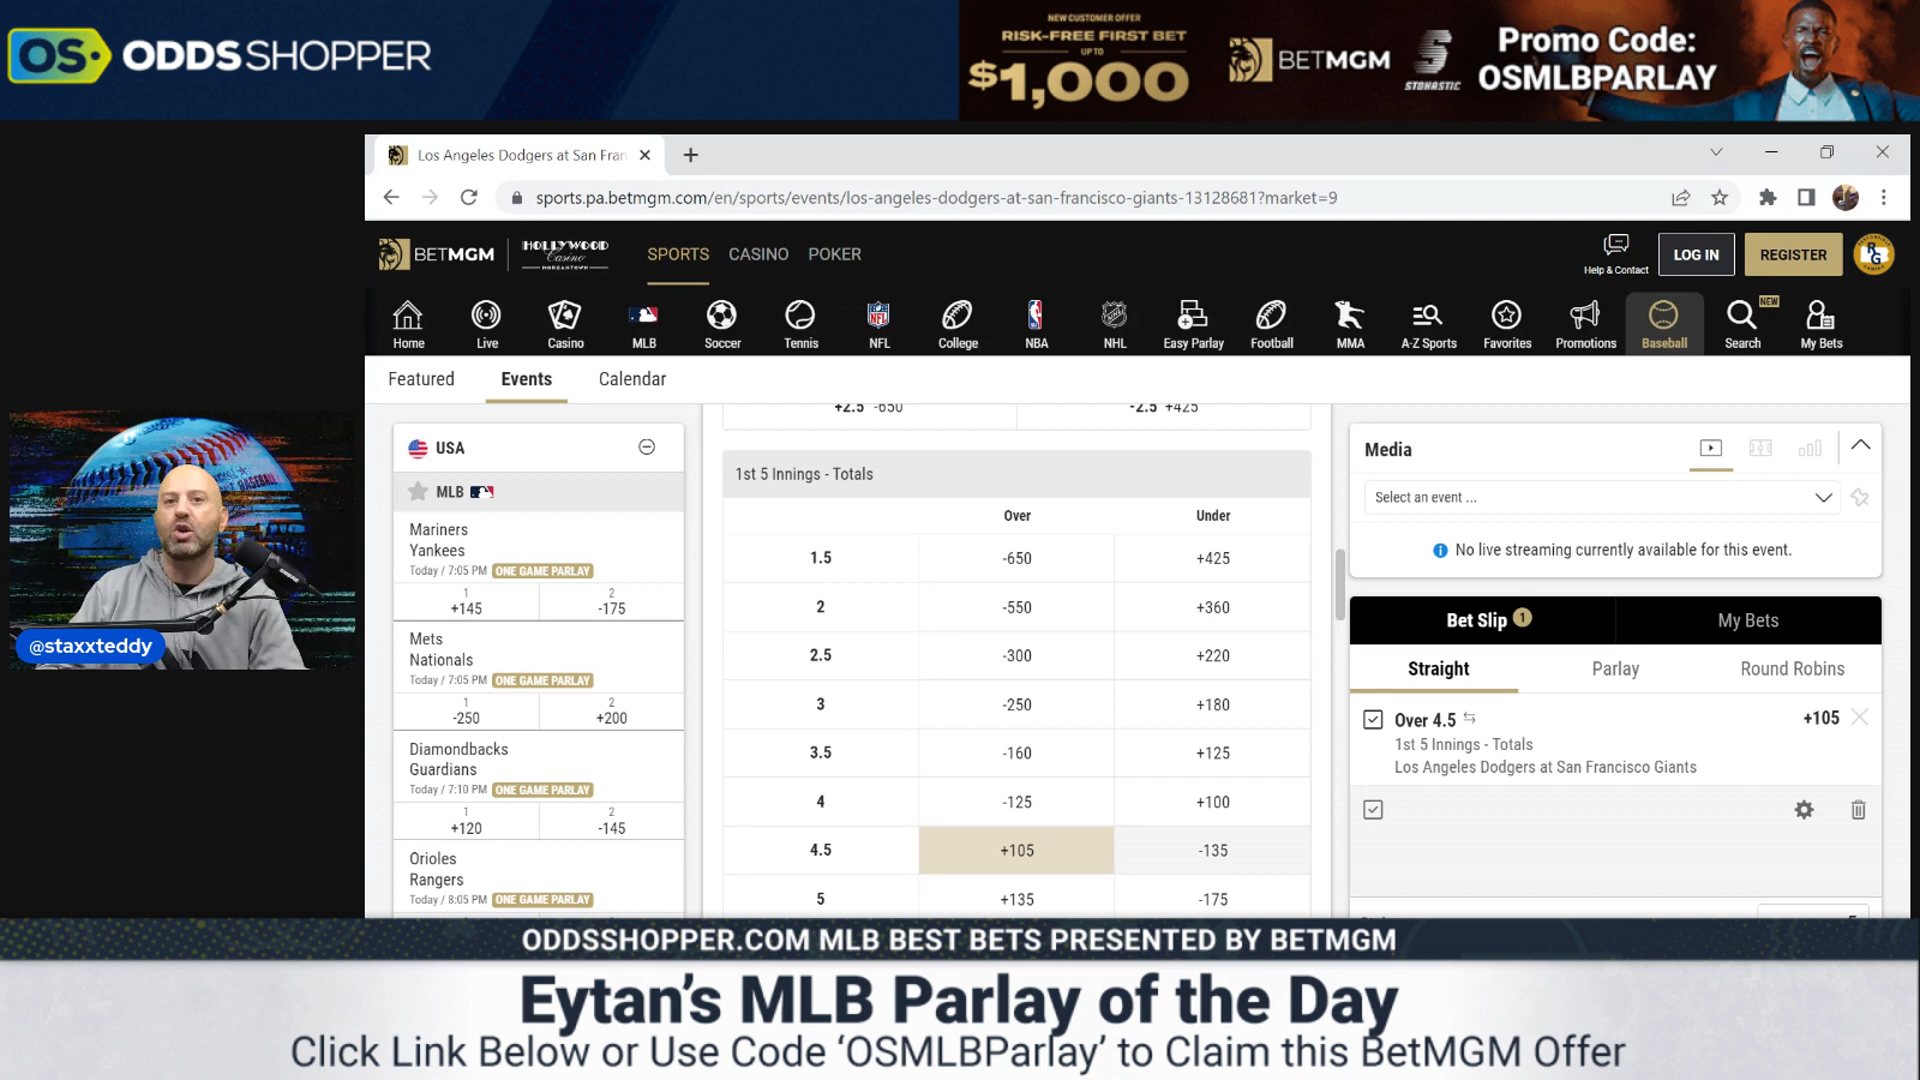 OS. ODDSSHOPPER
NEW CUSTOMER OFFER
RISK-FREE FIRST BET
UP TO
$1,000
BETMGM
STOKASTIC
Promo Code:
OSMLBPARLAY
Los Angeles Dodgers at San Fran
sports.pa.betmgm.com/en/sports/events/los-angeles-dodgers-at-san-francisco-giants-13128681?market=9
BETMGM
HOLLYWOOD
Casino
MORGANTOWN
SPORTS CASINO POKER
Help & Contact
LOG IN
REGISTER
RG
NEW
Home Live Casino MLB Soccer Tennis NFL College NBA NHL Easy Parlay Football MMA A-Z Sports Favorites Promotions Baseball Search My Bets
Featured Events Calendar
USA
MLB
Mariners
Yankees
Today / 7:05 PM ONE GAME PARLAY
1 2
+145 -175
Mets
Nationals
Today / 7:05 PM ONE GAME PARLAY
1 2
-250 +200
Diamondbacks
Guardians
Today / 7:10 PM ONE GAME PARLAY
1 2
+120 -145
Orioles
Rangers
Today / 8:05 PM ONE GAME PARLAY
+2.5 -650 -2.5 +425
1st 5 Innings - Totals
Over Under
1.5 -650 +425
2 -550 +360
2.5 -300 +220
3 -250 +180
3.5 -160 +125
4 -125 +100
4.5 +105 -135
5 +135 -175
Media
Select an event ...
No live streaming currently available for this event.
Bet Slip 1 My Bets
Straight Parlay Round Robins
Over 4.5 +105
1st 5 Innings - Totals
Los Angeles Dodgers at San Francisco Giants
@staxxteddy
ODDSSHOPPER.COM MLB BEST BETS PRESENTED BY BETMGM
Eytan's MLB Parlay of the Day
Click Link Below or Use Code 'OSMLBParlay' to Claim this BetMGM Offer